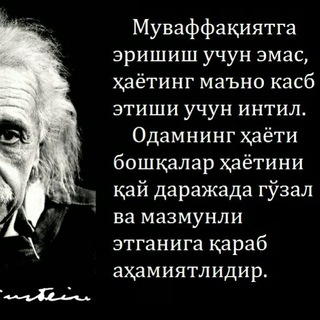 Муваффақиятга
эришиш учун эмас,
ҳаётинг маъно касб
этиши учун интил.
Одамнинг ҳаёти
бошқалар ҳаётини
қай даражада гўзал
ва мазмунли
этганига қараб
аҳамиятлидир.